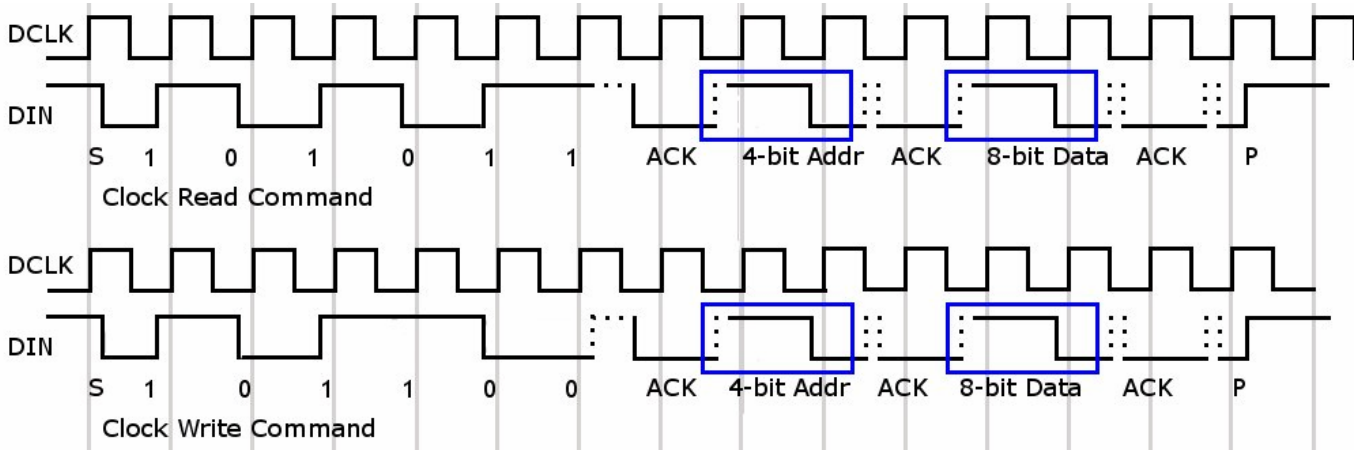 DCLK
DIN
S 1 0 1 0 1 1 ACK 4-bit Addr ACK 8-bit Data ACK P
Clock Read Command
DCLK
DIN
S 1 0 1 1 0 0 ACK 4-bit Addr ACK 8-bit Data ACK P
Clock Write Command